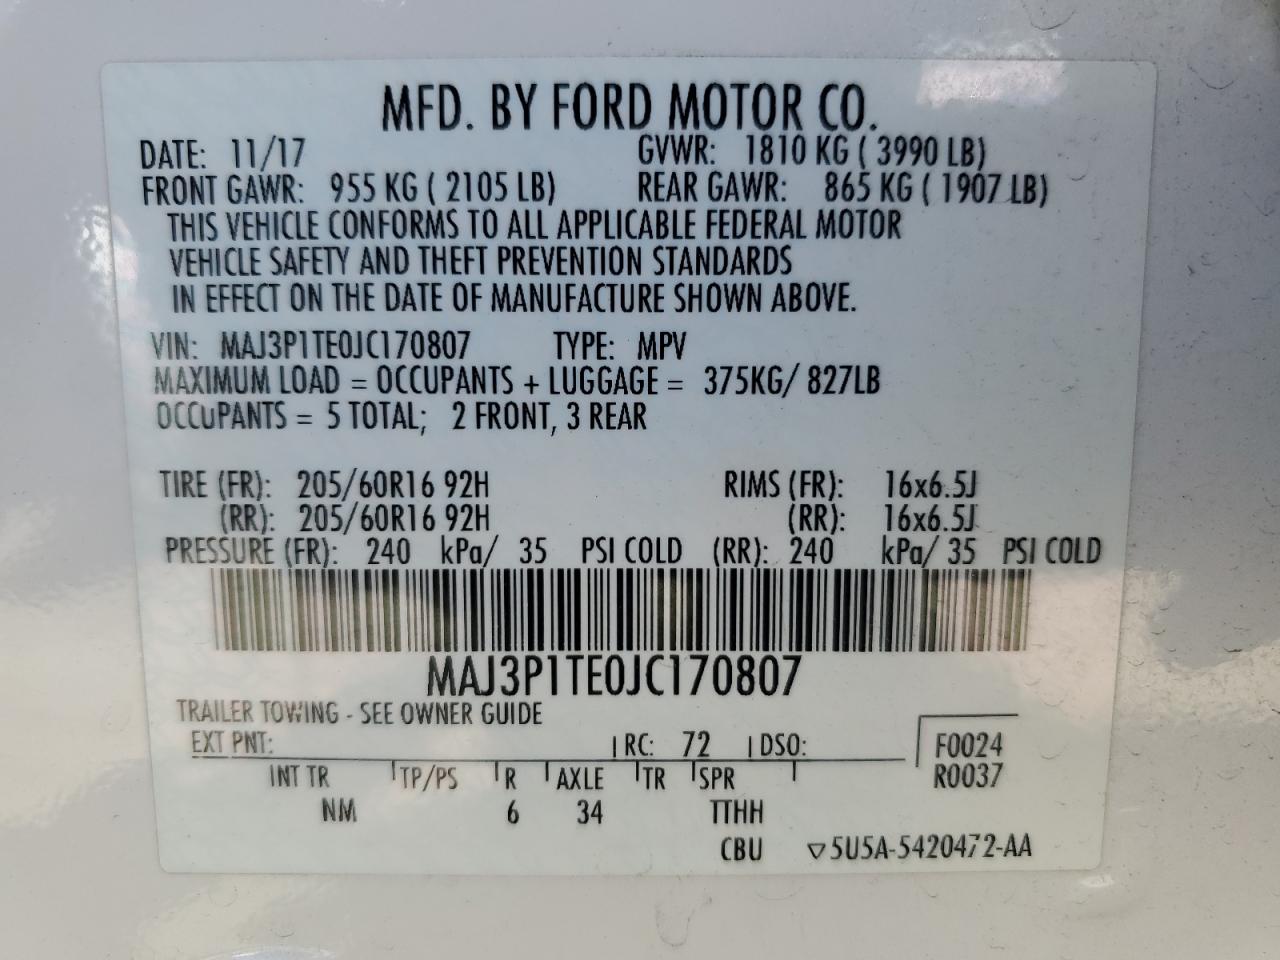 MFD. BY FORD MOTOR CO.
DATE: 11/17 GVWR: 1810 KG ( 3990 LB)
FRONT GAWR: 955 KG ( 2105 LB) REAR GAWR: 865 KG ( 1907 LB)
THIS VEHICLE CONFORMS TO ALL APPLICABLE FEDERAL MOTOR
VEHICLE SAFETY AND THEFT PREVENTION STANDARDS
IN EFFECT ON THE DATE OF MANUFACTURE SHOWN ABOVE.
VIN: MAJ3P1TE0JC170807 TYPE: MPV
MAXIMUM LOAD = OCCUPANTS + LUGGAGE = 375KG/ 827LB
OCCUPANTS = 5 TOTAL; 2 FRONT, 3 REAR
TIRE (FR): 205/60R16 92H RIMS (FR): 16x6.5J
(RR): 205/60R16 92H (RR): 16x6.5J
PRESSURE (FR): 240 kPa/ 35 PSI COLD (RR): 240 kPa/ 35 PSI COLD
MAJ3P1TE0JC170807
TRAILER TOWING - SEE OWNER GUIDE
EXT PNT: RC: 72 DSO: F0024
INT TR TP/PS R AXLE TR SPR R0037
NM 6 34 TTHH
CBU ▽5U5A-5420472-AA